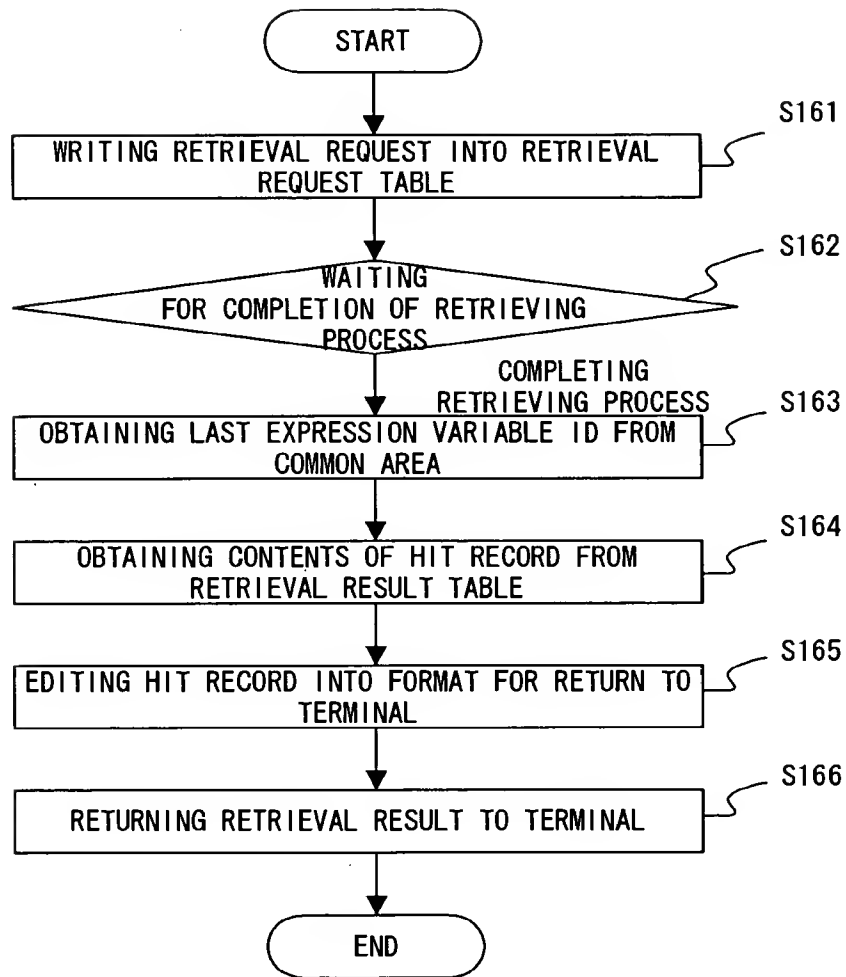 START
S161
WRITING RETRIEVAL REQUEST INTO RETRIEVAL
REQUEST TABLE
S162
WAITING
FOR COMPLETION OF RETRIEVING
PROCESS
COMPLETING
RETRIEVING PROCESS
S163
OBTAINING LAST EXPRESSION VARIABLE ID FROM
COMMON AREA
S164
OBTAINING CONTENTS OF HIT RECORD FROM
RETRIEVAL RESULT TABLE
S165
EDITING HIT RECORD INTO FORMAT FOR RETURN TO
TERMINAL
S166
RETURNING RETRIEVAL RESULT TO TERMINAL
END